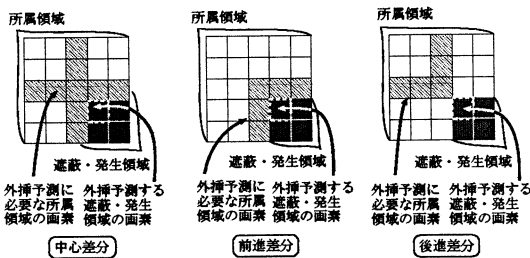 所属領域
遮蔽・発生領域
外挿予測に
必要な所属
領域の画素
外挿予測する
遮蔽・発生
領域の画素
中心差分
所属領域
遮蔽・発生領域
外挿予測に
必要な所属
領域の画素
外挿予測する
遮蔽・発生
領域の画素
前進差分
所属領域
遮蔽・発生領域
外挿予測に
必要な所属
領域の画素
外挿予測する
遮蔽・発生
領域の画素
後進差分